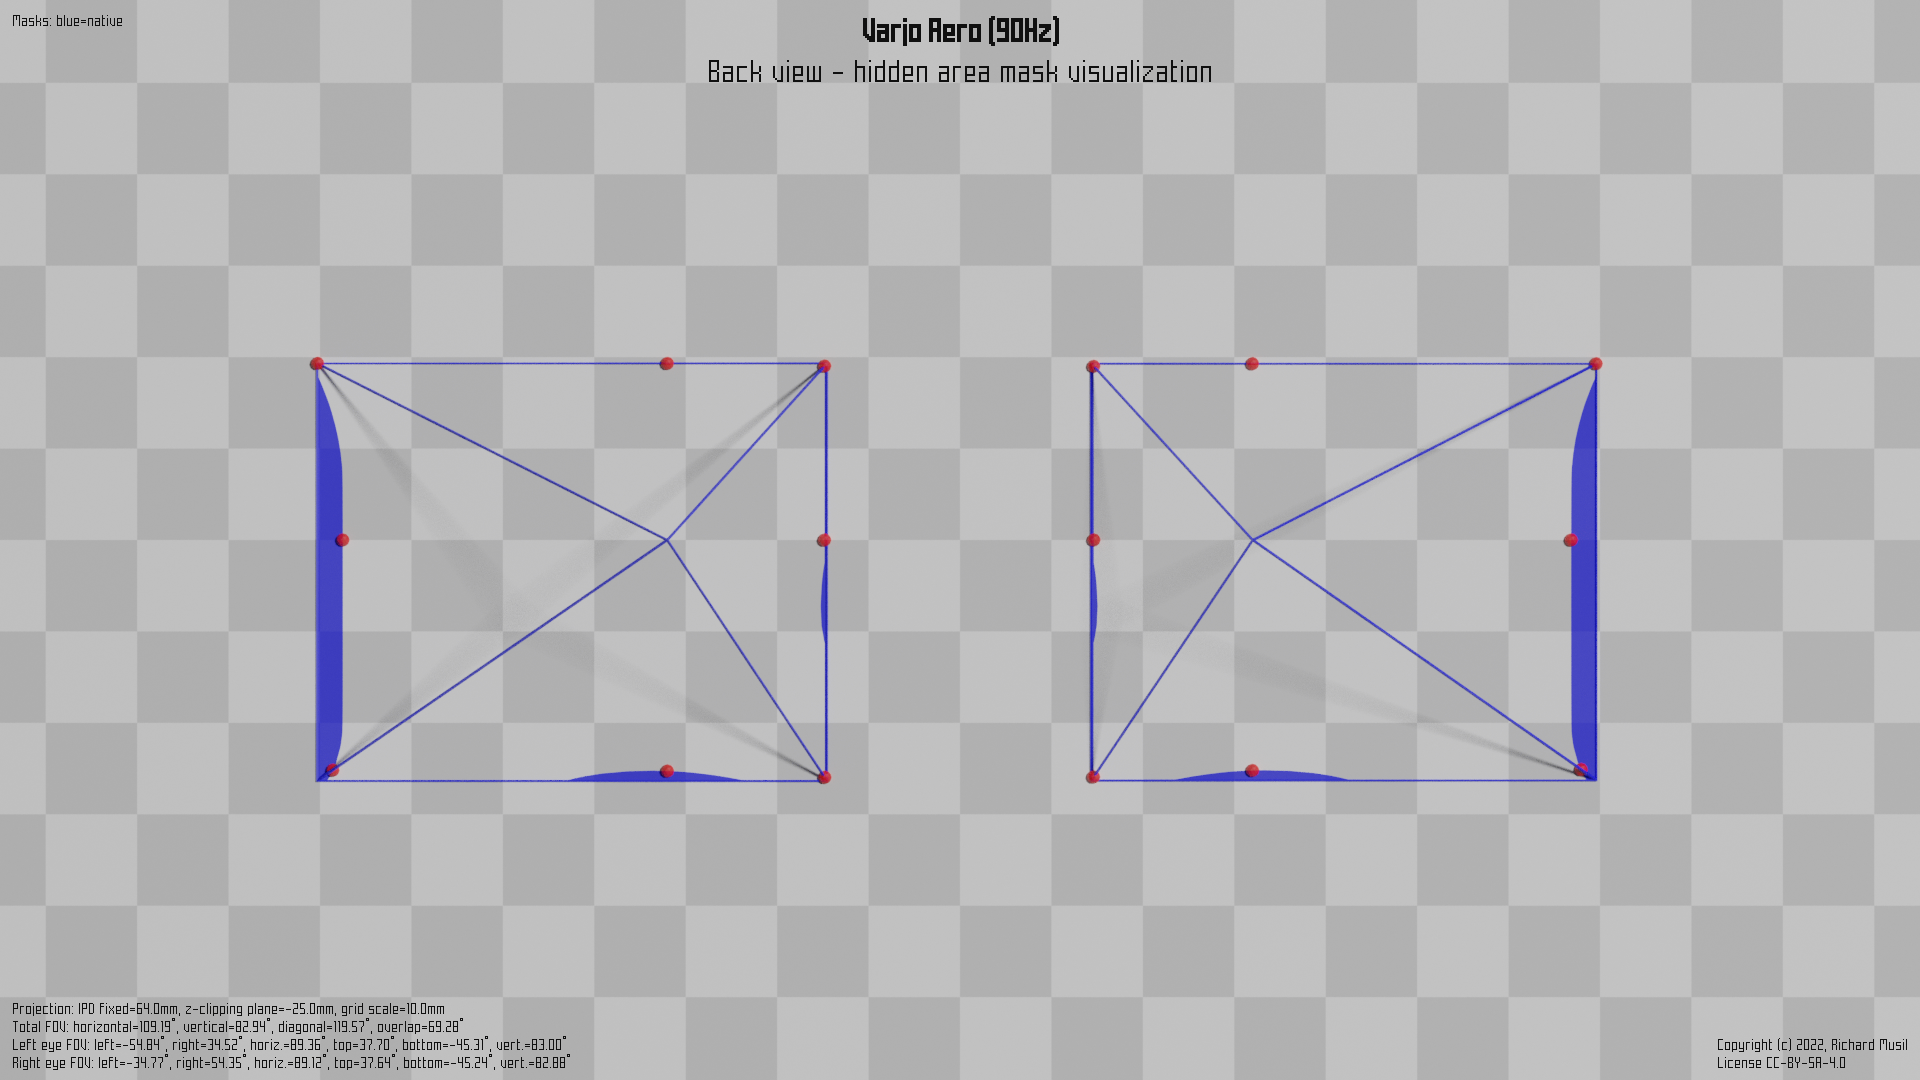 Masks: blue=native
Varjo Aero (90Hz)
Back view - hidden area mask visualization
Projection: IPD fixed=64.0mm, z-clipping plane=-25.0mm, grid scale=10.0mm
Total FOV: horizontal=109.19°, vertical=82.94°, diagonal=119.57°, overlap=69.28°
Left eye FOV: left=-54.84°, right=34.52°, horiz.=89.36°, top=37.70°, bottom=-45.31°, vert.=83.00°
Right eye FOV: left=-34.77°, right=54.35°, horiz.=89.12°, top=37.64°, bottom=-45.24°, vert.=82.88°
Copyright (c) 2022, Richard Musil
License CC-BY-SA-4.0